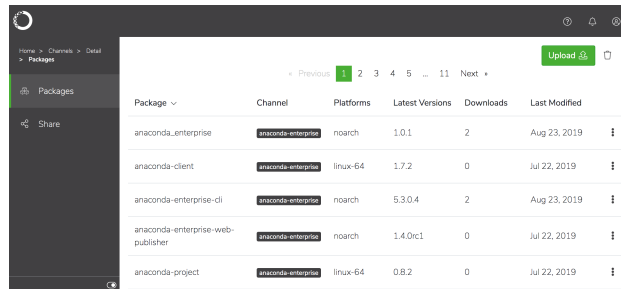 Home > Channels > Detail
> Packages
Packages
Share
Upload
« Previous 1 2 3 4 5 ... 11 Next »
Package Channel Platforms Latest Versions Downloads Last Modified
anaconda_enterprise anaconda-enterprise noarch 1.0.1 2 Aug 23, 2019
anaconda-client anaconda-enterprise linux-64 1.7.2 0 Jul 22, 2019
anaconda-enterprise-cli anaconda-enterprise noarch 5.3.0.4 2 Aug 23, 2019
anaconda-enterprise-web-
publisher anaconda-enterprise noarch 1.4.0rc1 0 Jul 22, 2019
anaconda-project anaconda-enterprise linux-64 0.8.2 0 Jul 22, 2019